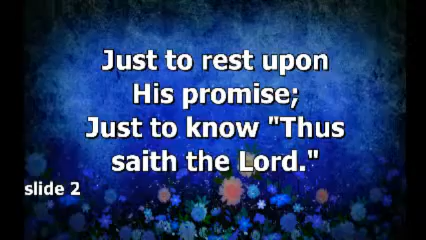 Just to rest upon
His promise;
Just to know "Thus
saith the Lord."
slide 2